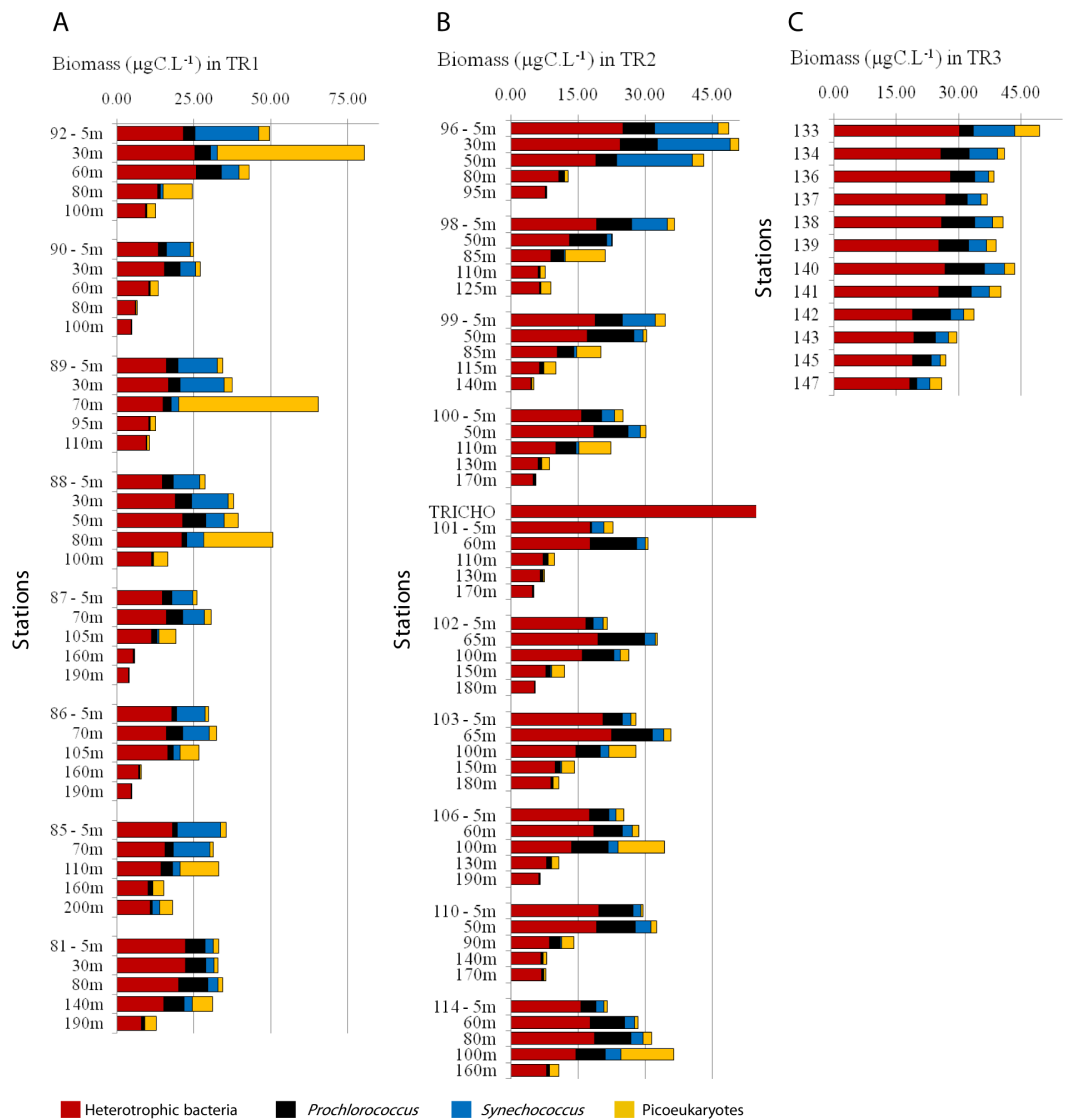 A
Biomass (µgC.L-1) in TR1
0.00 25.00 50.00 75.00
92 - 5m
30m
60m
80m
100m
90 - 5m
30m
60m
80m
100m
89 - 5m
30m
70m
95m
110m
88 - 5m
30m
50m
80m
100m
87 - 5m
70m
105m
160m
190m
86 - 5m
70m
105m
160m
190m
85 - 5m
70m
110m
160m
200m
81 - 5m
30m
80m
140m
190m
Stations
B
Biomass (µgC.L-1) in TR2
0.00 15.00 30.00 45.00
96 - 5m
30m
50m
80m
95m
98 - 5m
50m
85m
110m
125m
99 - 5m
50m
85m
115m
140m
100 - 5m
50m
110m
130m
170m
TRICHO
101 - 5m
60m
110m
130m
170m
102 - 5m
65m
100m
150m
180m
103 - 5m
65m
100m
150m
180m
106 - 5m
60m
100m
130m
190m
110 - 5m
50m
90m
140m
170m
114 - 5m
60m
80m
100m
160m
Stations
C
Biomass (µgC.L-1) in TR3
0.00 15.00 30.00 45.00
133
134
136
137
138
139
140
141
142
143
145
147
Stations
Heterotrophic bacteria Prochlorococcus Synechococcus Picoeukaryotes